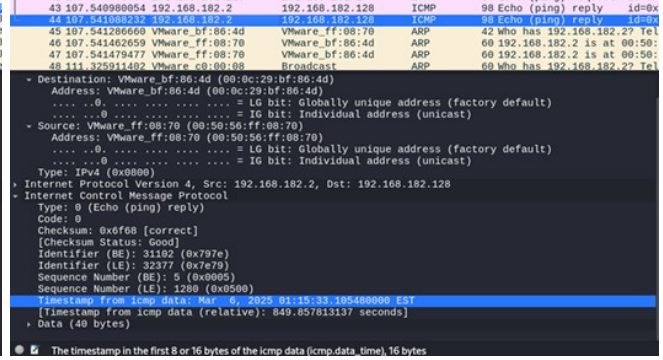 43 107.540980054 192.168.182.2 192.168.182.128 ICMP 98 Echo (ping) reply id=0x
44 107.541088232 192.168.182.2 192.168.182.128 ICMP 98 Echo (ping) reply id=0x
45 107.541286660 VMware_bf:86:4d VMware_ff:08:70 ARP 42 Who has 192.168.182.2? Tel
46 107.541462659 VMware_ff:08:70 VMware_bf:86:4d ARP 60 192.168.182.2 is at 00:50:
47 107.541479477 VMware_ff:08:70 VMware_bf:86:4d ARP 60 192.168.182.2 is at 00:50:
48 111.325911402 VMware_c0:00:08 Broadcast ARP 60 Who has 192.168.182.2? Tel
Destination: VMware_bf:86:4d (00:0c:29:bf:86:4d)
Address: VMware_bf:86:4d (00:0c:29:bf:86:4d)
.... ..0. .... .... .... .... = LG bit: Globally unique address (factory default)
.... ...0 .... .... .... .... = IG bit: Individual address (unicast)
Source: VMware_ff:08:70 (00:50:56:ff:08:70)
Address: VMware_ff:08:70 (00:50:56:ff:08:70)
.... ..0. .... .... .... .... = LG bit: Globally unique address (factory default)
.... ...0 .... .... .... .... = IG bit: Individual address (unicast)
Type: IPv4 (0x0800)
Internet Protocol Version 4, Src: 192.168.182.2, Dst: 192.168.182.128
Internet Control Message Protocol
Type: 0 (Echo (ping) reply)
Code: 0
Checksum: 0x6f68 [correct]
[Checksum Status: Good]
Identifier (BE): 31102 (0x797e)
Identifier (LE): 32377 (0x7e79)
Sequence Number (BE): 5 (0x0005)
Sequence Number (LE): 1280 (0x0500)
Timestamp from icmp data: Mar  6, 2025 01:15:33.105480000 EST
[Timestamp from icmp data (relative): 849.857813137 seconds]
Data (40 bytes)
The timestamp in the first 8 or 16 bytes of the icmp data (icmp.data_time), 16 bytes